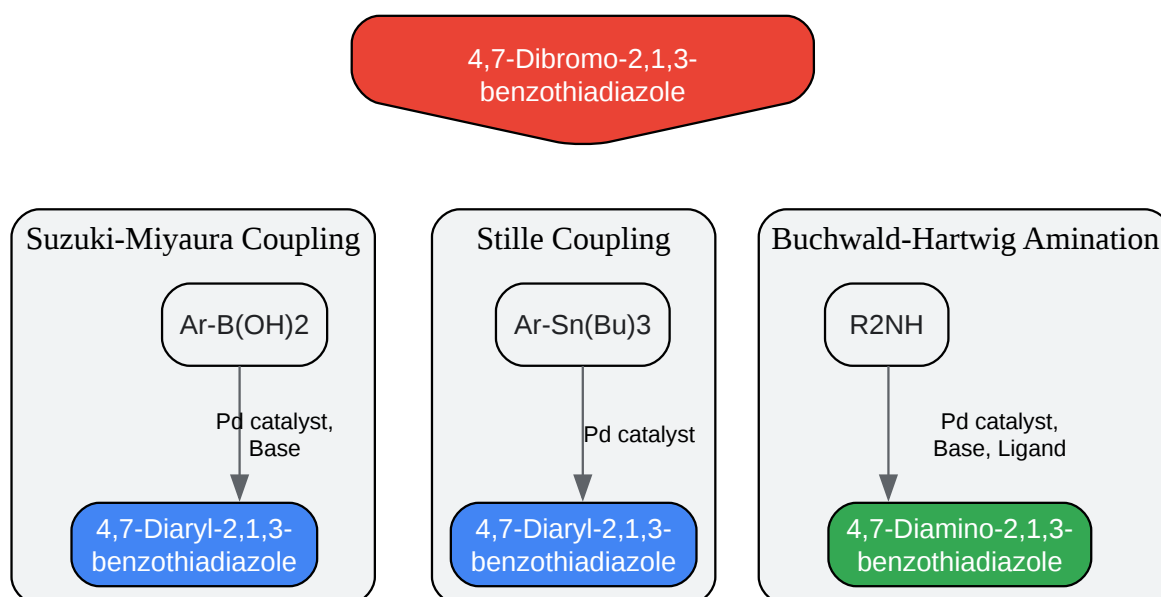 4,7-Dibromo-2,1,3-
benzothiadiazole
Suzuki-Miyaura Coupling
Ar-B(OH)2
Pd catalyst,
Base
4,7-Diaryl-2,1,3-
benzothiadiazole
Stille Coupling
Ar-Sn(Bu)3
Pd catalyst
4,7-Diaryl-2,1,3-
benzothiadiazole
Buchwald-Hartwig Amination
R2NH
Pd catalyst,
Base, Ligand
4,7-Diamino-2,1,3-
benzothiadiazole